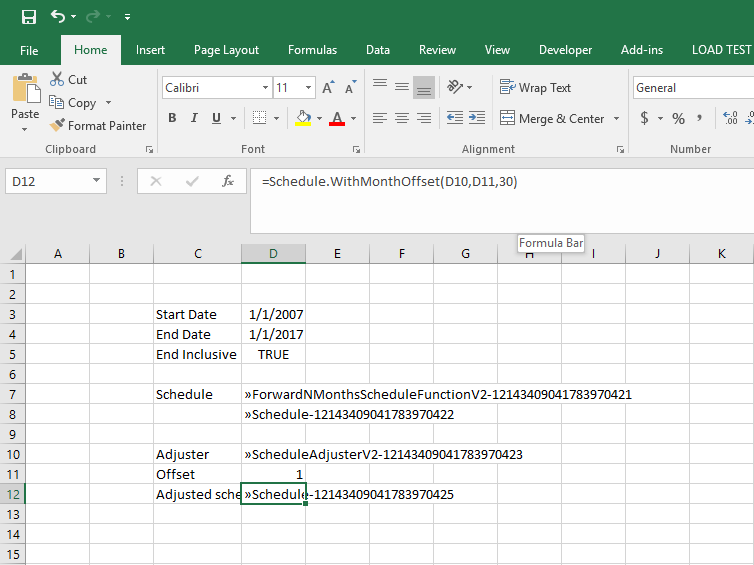 File Home Insert Page Layout Formulas Data Review View Developer Add-ins LOAD TEST
Paste
Cut
Copy
Format Painter
Clipboard
Calibri 11 A A
B I U A
Font
Wrap Text
Merge & Center
Alignment
General
$ % ,
Number
D12 fx =Schedule.WithMonthOffset(D10,D11,30)
Formula Bar
A B C D E F G H I J K
1
2
3 Start Date 1/1/2007
4 End Date 1/1/2017
5 End Inclusive TRUE
6
7 Schedule »ForwardNMonthsScheduleFunctionV2-12143409041783970421
8 »Schedule-12143409041783970422
9
10 Adjuster »ScheduleAdjusterV2-12143409041783970423
11 Offset 1
12 Adjusted sche »Schedule-12143409041783970425
13
14
15